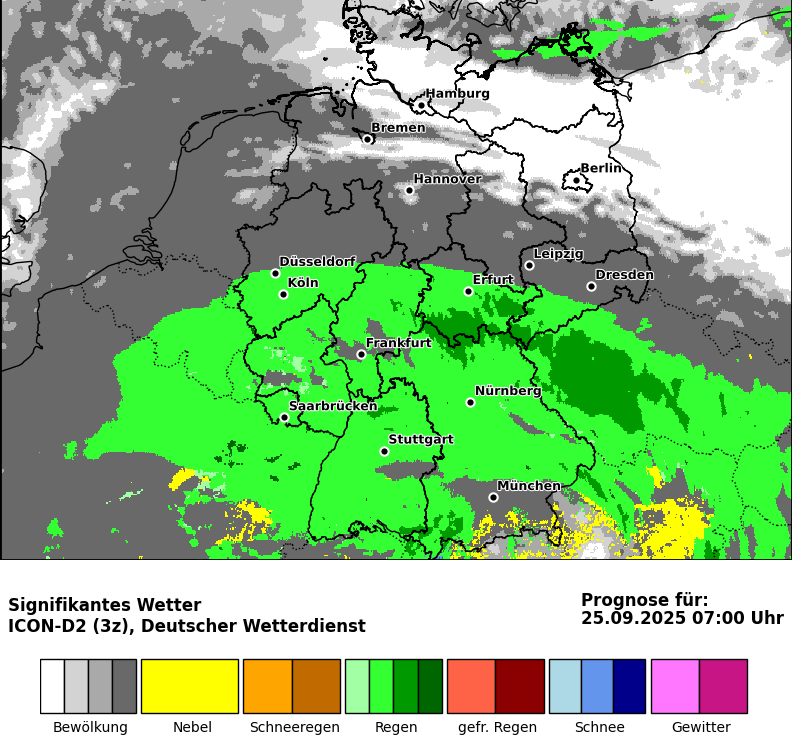 Hamburg
Bremen
Berlin
Hannover
Leipzig
Düsseldorf
Dresden
Köln
Erfurt
Frankfurt
Nürnberg
Saarbrücken
Stuttgart
München
Signifikantes Wetter
ICON-D2 (3z), Deutscher Wetterdienst
Prognose für:
25.09.2025 07:00 Uhr
Bewölkung Nebel Schneeregen Regen gefr. Regen Schnee Gewitter